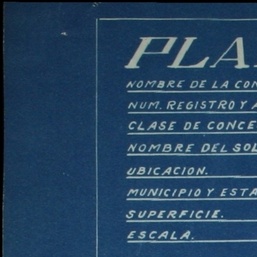 PLA
NOMBRE DE LA CON
NUM. REGISTRO Y A
CLASE DE CONCE
NOMBRE DEL SOL
UBICACION.
MUNICIPIO Y ESTA
SUPERFICIE.
ESCALA.